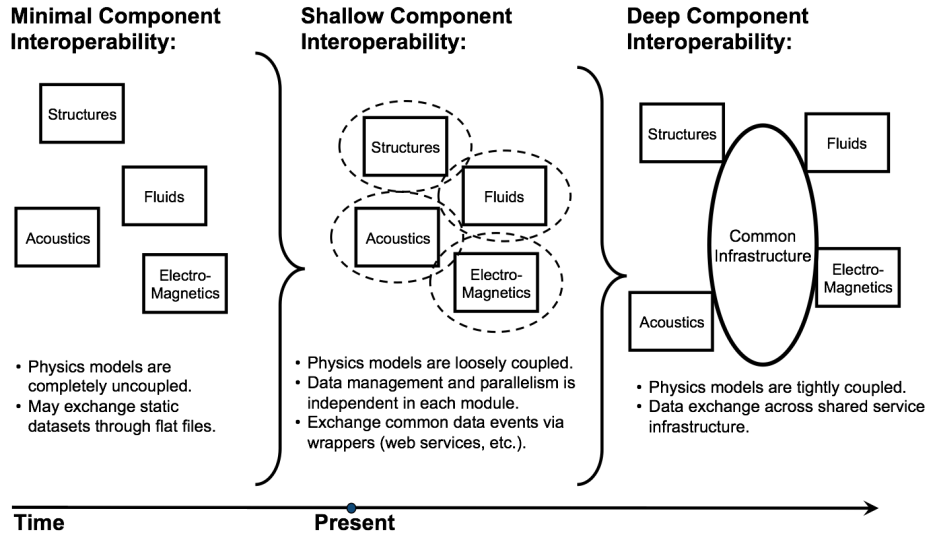 Minimal Component
Interoperability:
Structures
Fluids
Acoustics
Electro-
Magnetics
• Physics models are
completely uncoupled.
• May exchange static
datasets through flat files.
Shallow Component
Interoperability:
Structures
Fluids
Acoustics
Electro-
Magnetics
• Physics models are loosely coupled.
• Data management and parallelism is
independent in each module.
• Exchange common data events via
wrappers (web services, etc.).
Deep Component
Interoperability:
Structures
Fluids
Common
Infrastructure
Electro-
Magnetics
Acoustics
• Physics models are tightly coupled.
• Data exchange across shared service
infrastructure.
Time
Present